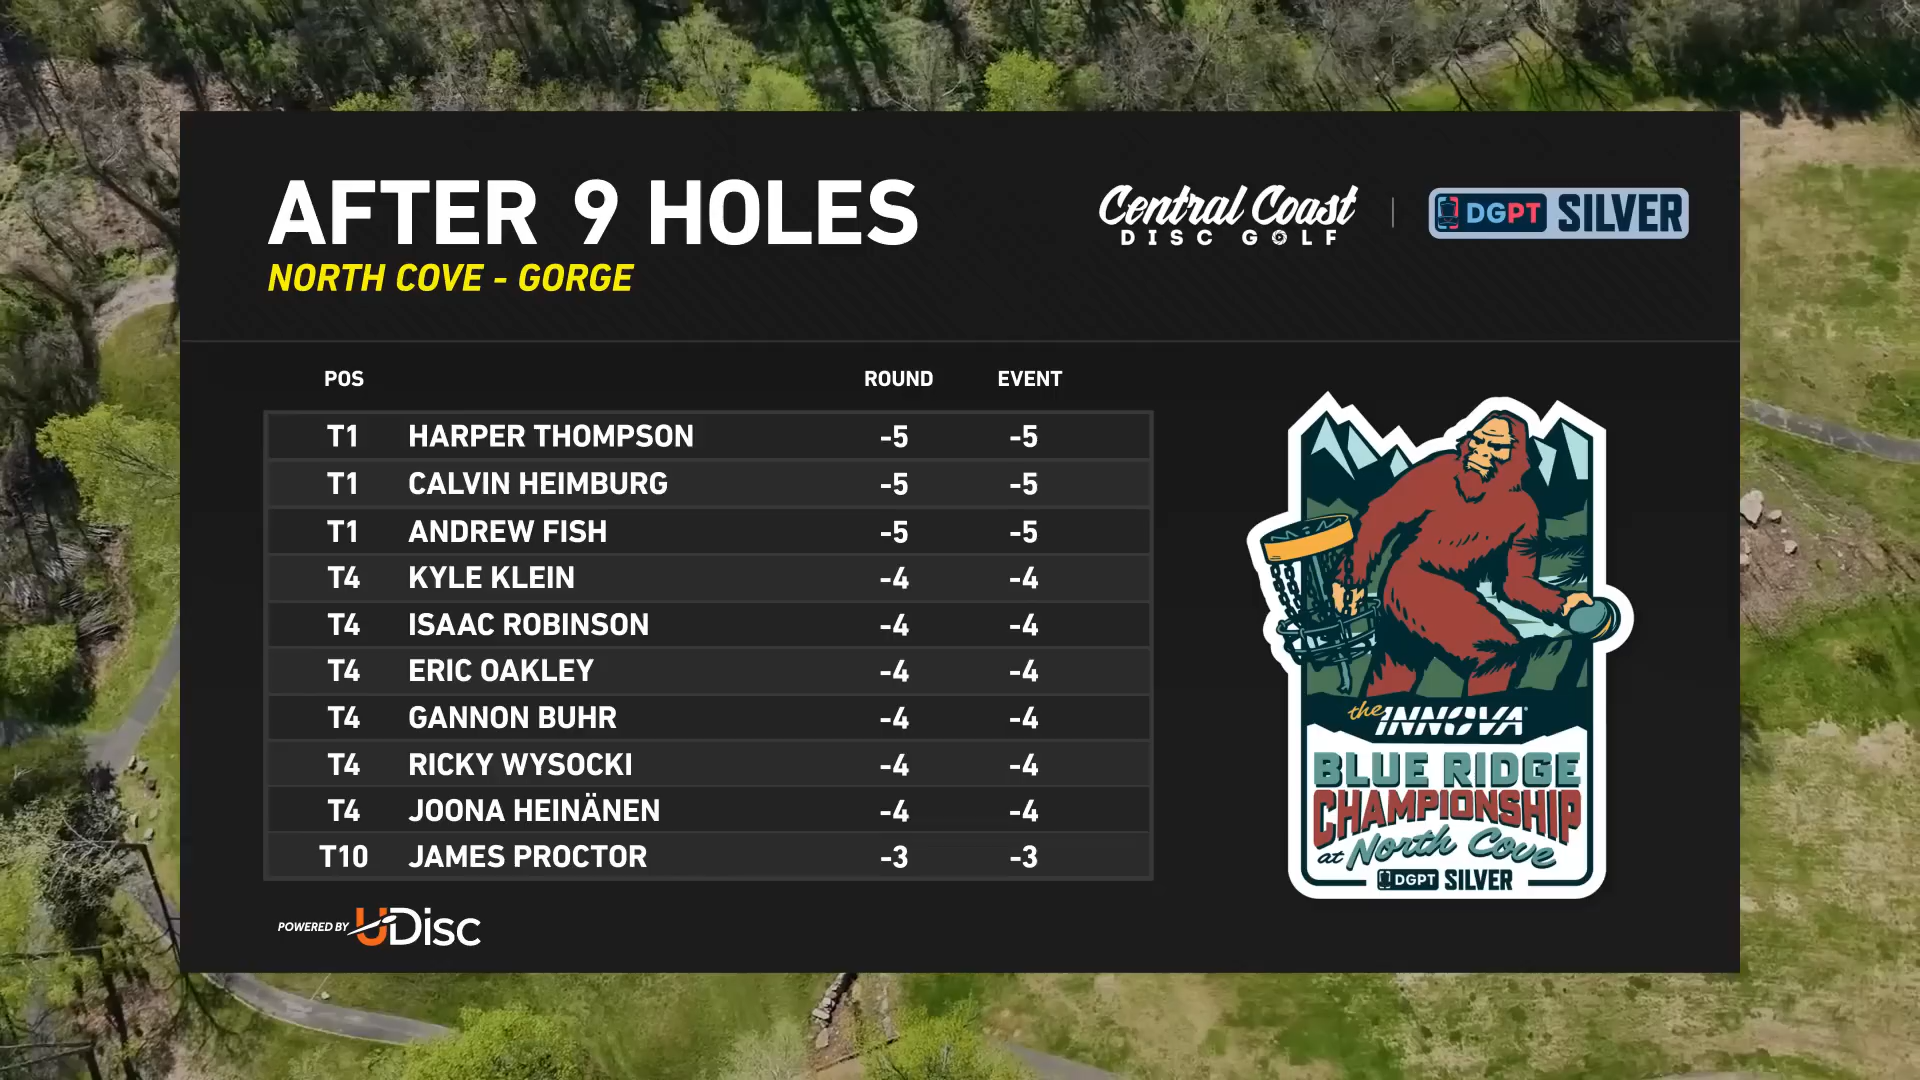 AFTER 9 HOLES
NORTH COVE - GORGE
Central Coast
DISC GOLF
DGPT SILVER
POS ROUND EVENT
T1 HARPER THOMPSON -5 -5
T1 CALVIN HEIMBURG -5 -5
T1 ANDREW FISH -5 -5
T4 KYLE KLEIN -4 -4
T4 ISAAC ROBINSON -4 -4
T4 ERIC OAKLEY -4 -4
T4 GANNON BUHR -4 -4
T4 RICKY WYSOCKI -4 -4
T4 JOONA HEINÄNEN -4 -4
T10 JAMES PROCTOR -3 -3
POWERED BY UDisc
the INNOVA
BLUE RIDGE
CHAMPIONSHIP
at North Cove
DGPT SILVER